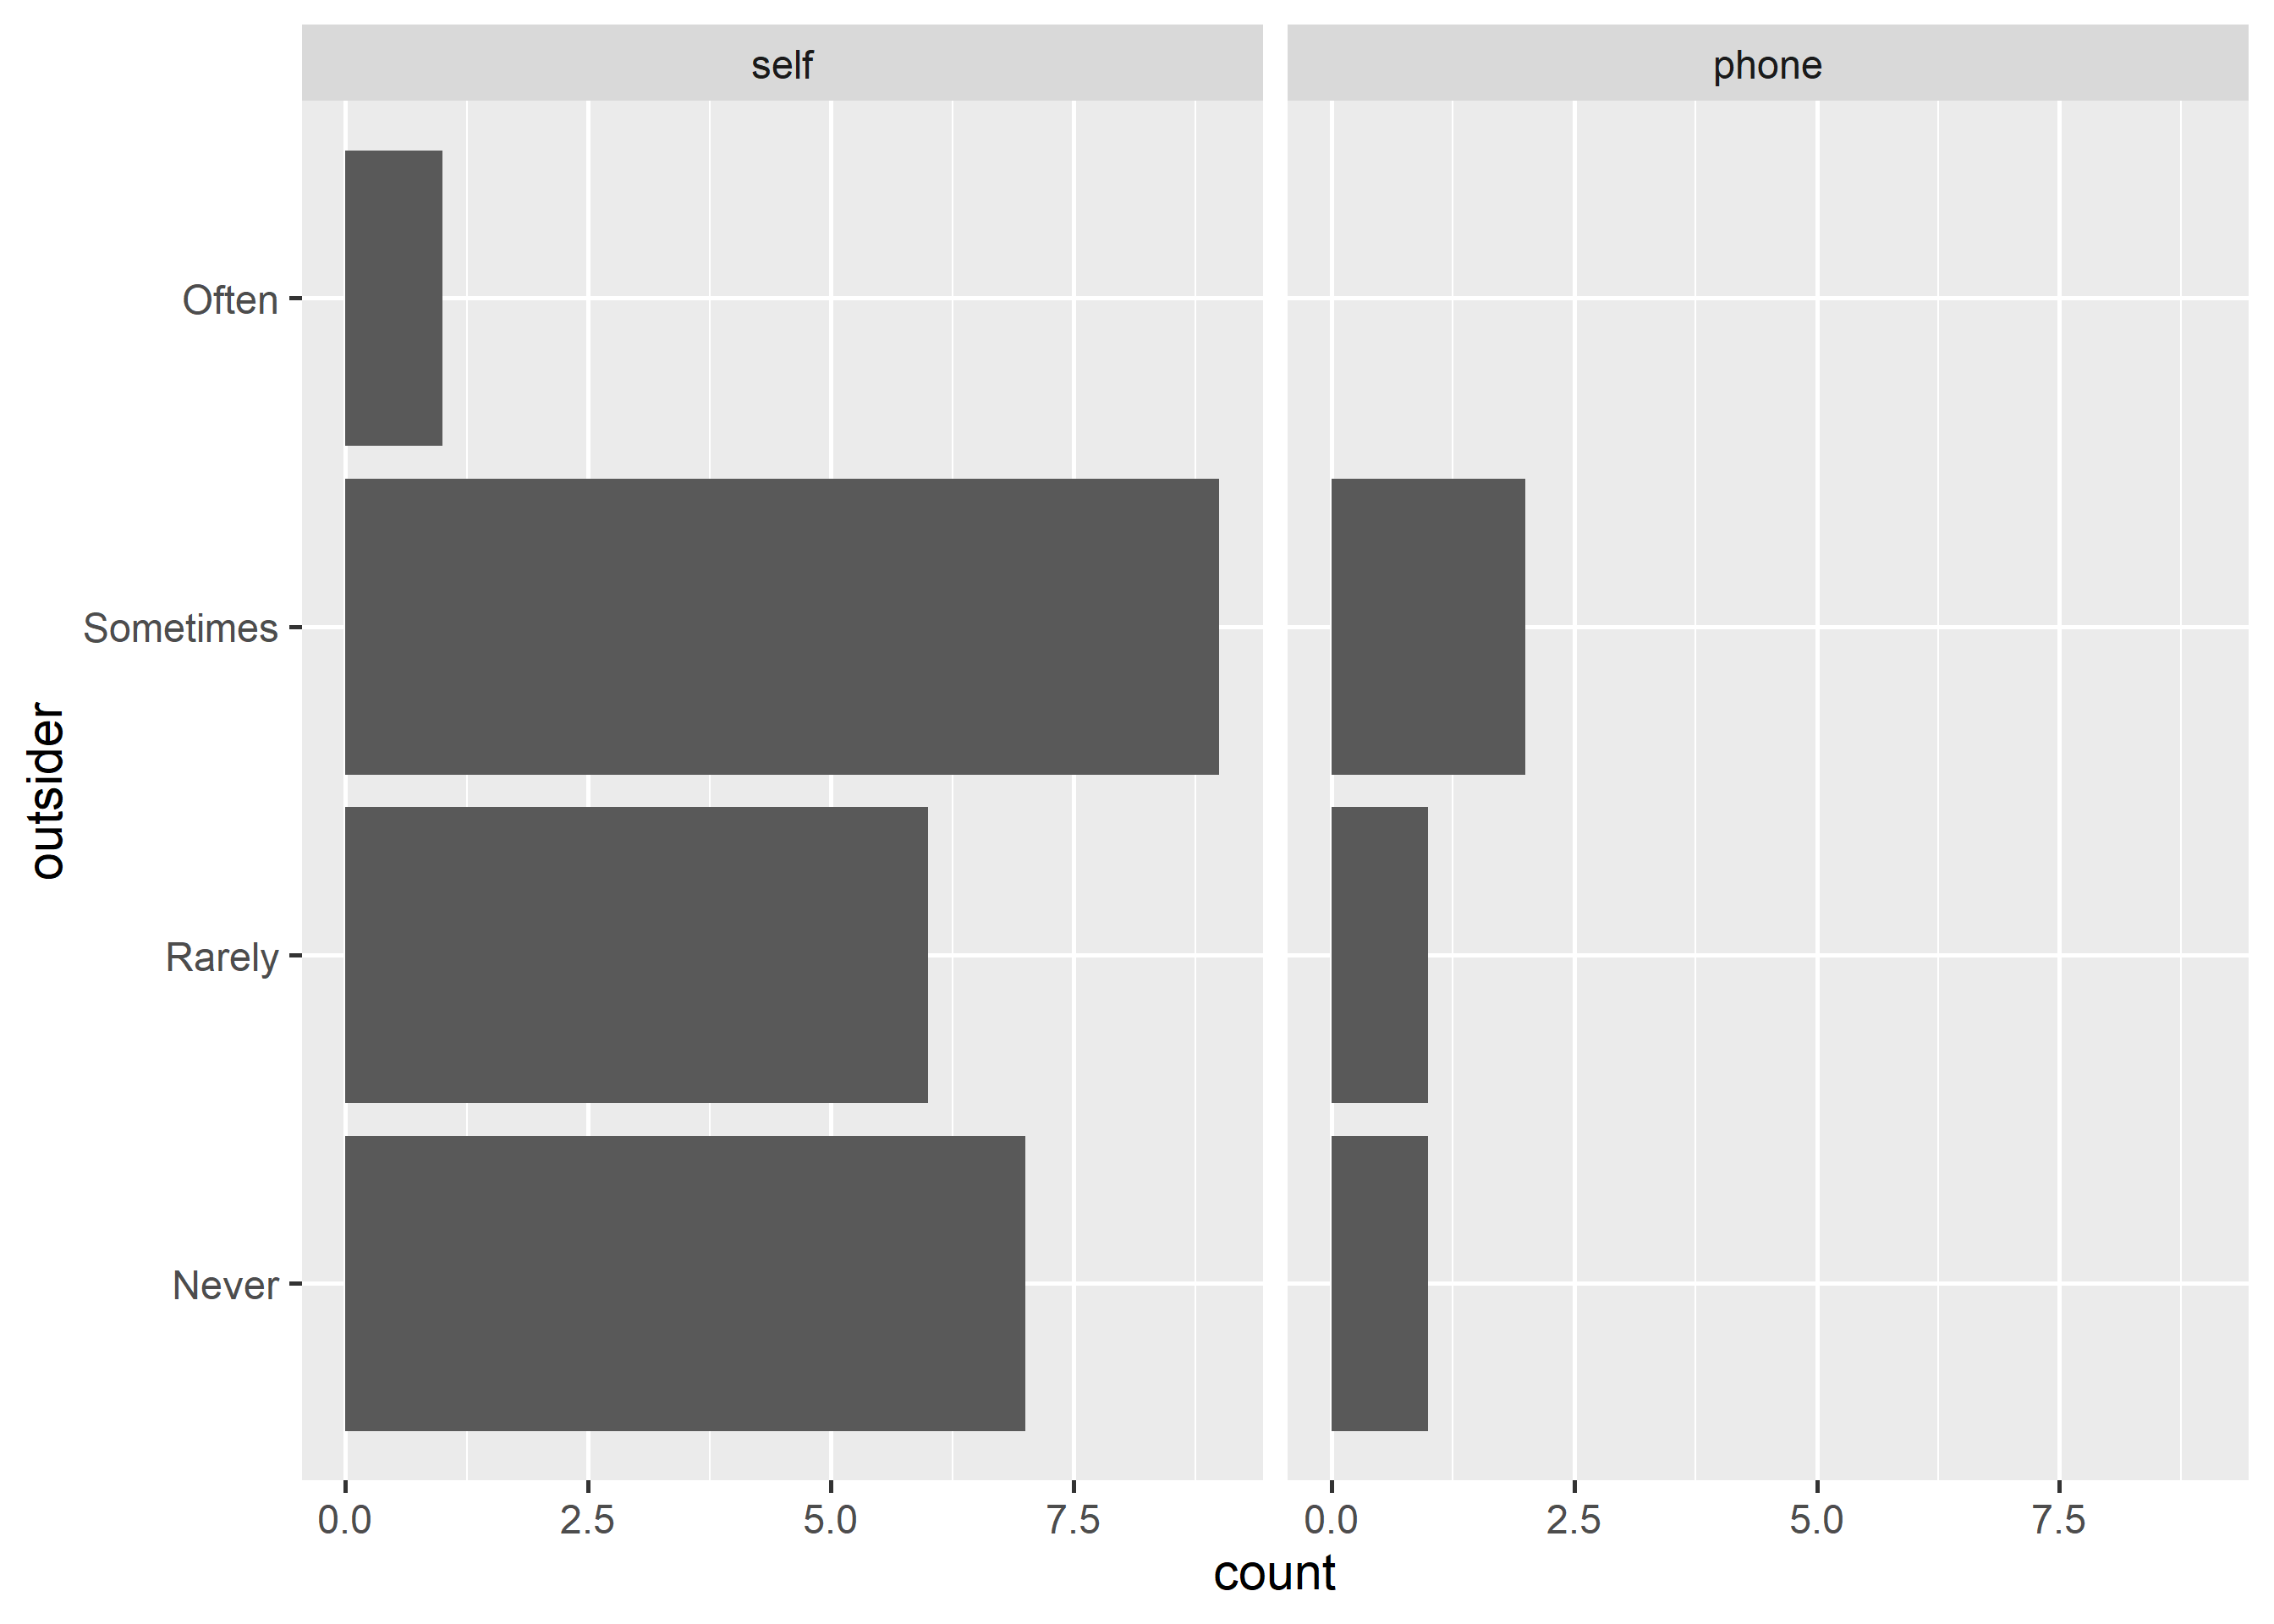 self
phone
Often
Sometimes
Rarely
Never
outsider
0.0 2.5 5.0 7.5
0.0 2.5 5.0 7.5
count